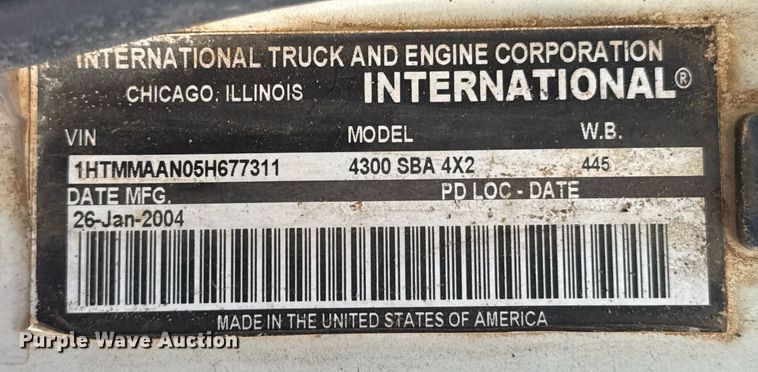 INTERNATIONAL TRUCK AND ENGINE CORPORATION
CHICAGO, ILLINOIS INTERNATIONAL®
VIN MODEL W.B.
1HTMMAAN05H677311 4300 SBA 4X2 445
DATE MFG. PD LOC - DATE
26-Jan-2004
MADE IN THE UNITED STATES OF AMERICA
Purple Wave Auction